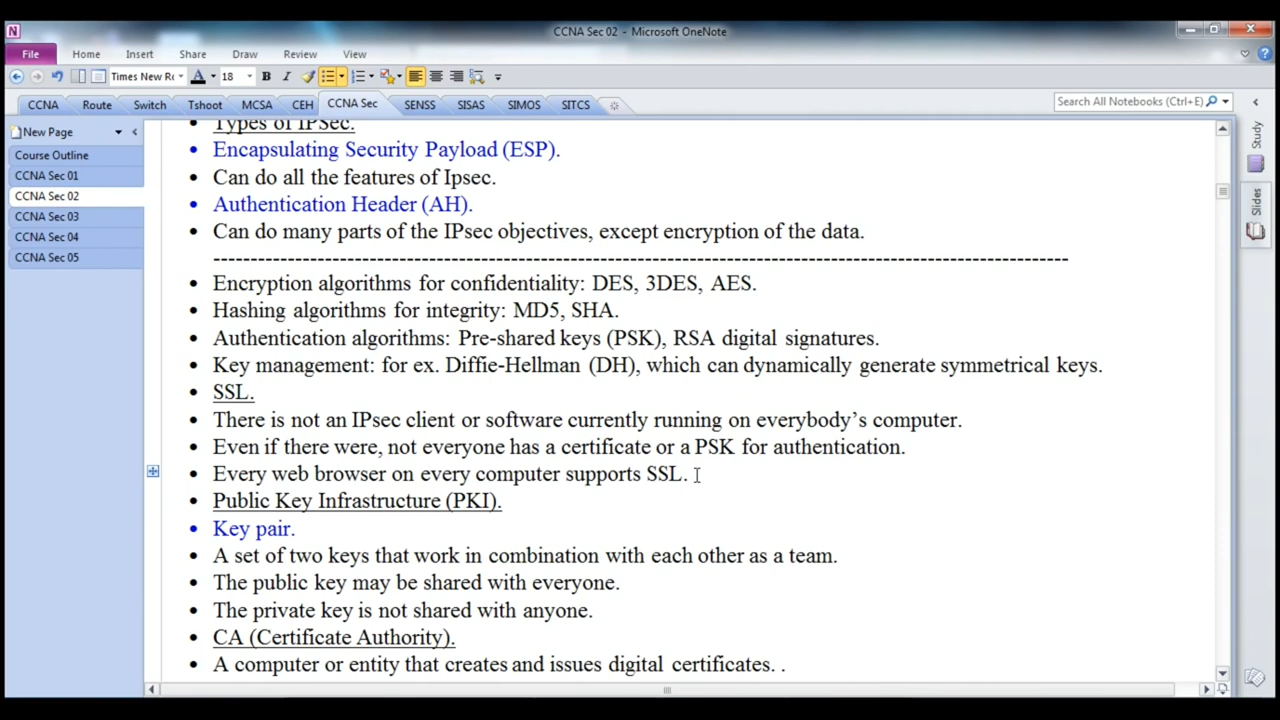 CCNA Sec 02 - Microsoft OneNote
File Home Insert Share Draw Review View
Times New Rc 18 B I A
CCNA Route Switch Tshoot MCSA CEH CCNA Sec SENSS SISAS SIMOS SITCS Search All Notebooks (Ctrl+E)
New Page
Course Outline
CCNA Sec 01
CCNA Sec 02
CCNA Sec 03
CCNA Sec 04
CCNA Sec 05
• Types of IPSec.
• Encapsulating Security Payload (ESP).
• Can do all the features of Ipsec.
• Authentication Header (AH).
• Can do many parts of the IPsec objectives, except encryption of the data.
--------------------------------------------------------------------------------------------------------------------
• Encryption algorithms for confidentiality: DES, 3DES, AES.
• Hashing algorithms for integrity: MD5, SHA.
• Authentication algorithms: Pre-shared keys (PSK), RSA digital signatures.
• Key management: for ex. Diffie-Hellman (DH), which can dynamically generate symmetrical keys.
• SSL.
• There is not an IPsec client or software currently running on everybody’s computer.
• Even if there were, not everyone has a certificate or a PSK for authentication.
• Every web browser on every computer supports SSL.
• Public Key Infrastructure (PKI).
• Key pair.
• A set of two keys that work in combination with each other as a team.
• The public key may be shared with everyone.
• The private key is not shared with anyone.
• CA (Certificate Authority).
• A computer or entity that creates and issues digital certificates. .
Study
Slides